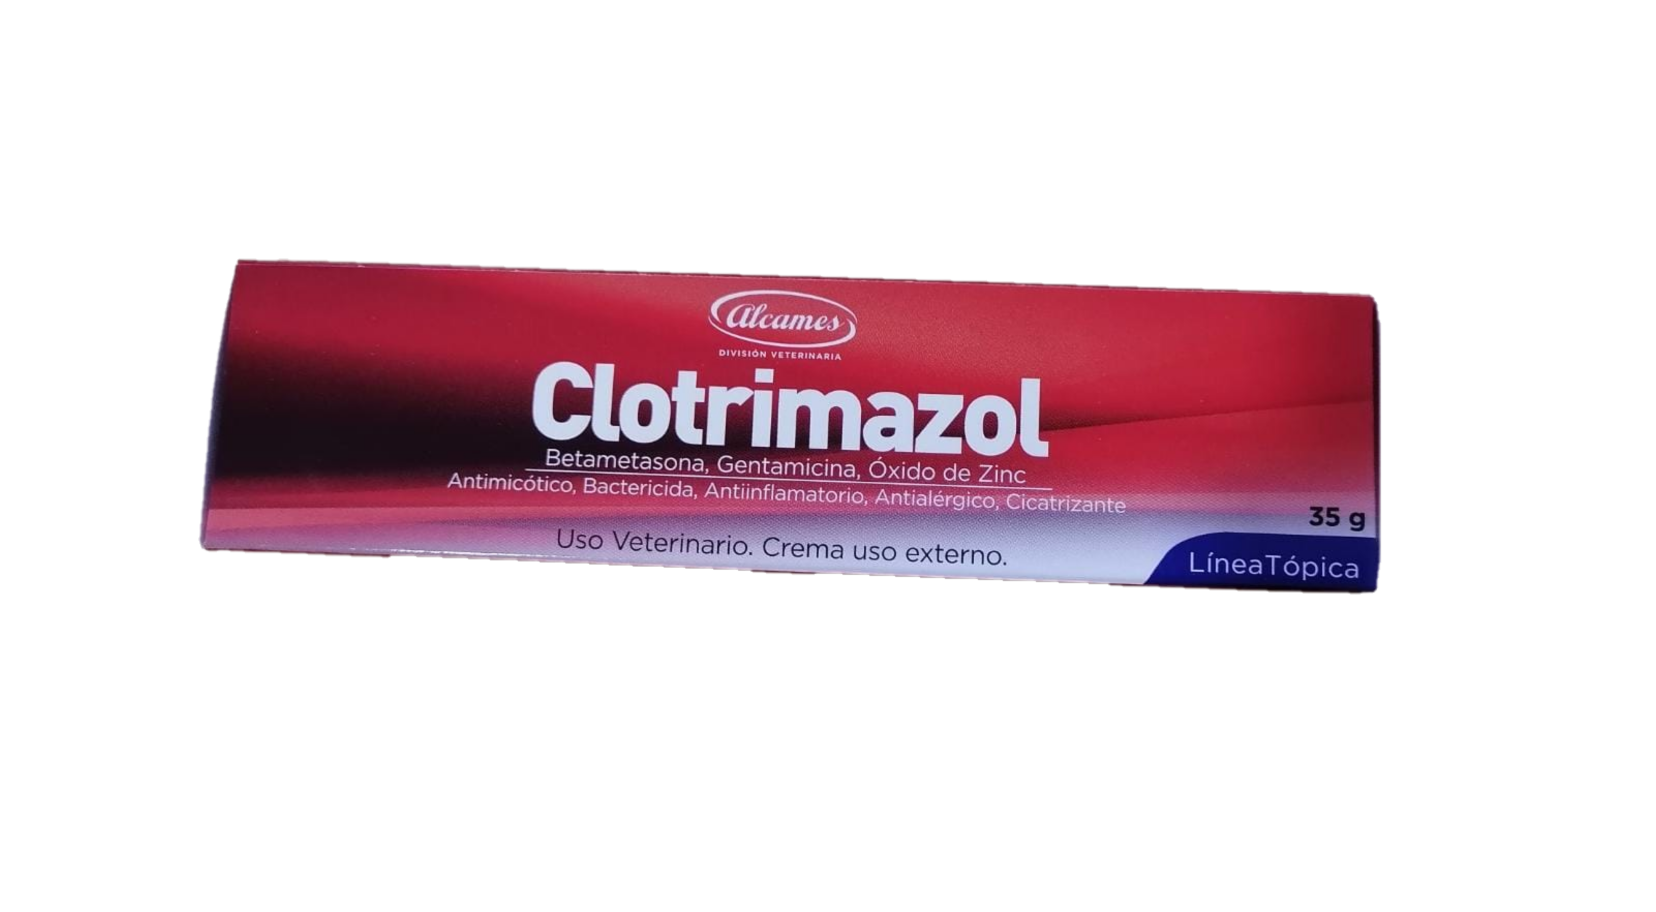 Alcames
DIVISIÓN VETERINARIA
Clotrimazol
Betametasona, Gentamicina, Óxido de Zinc
Antimicótico, Bactericida, Antiinflamatorio, Antialérgico, Cicatrizante
35 g
Uso Veterinario. Crema uso externo.
LíneaTópica